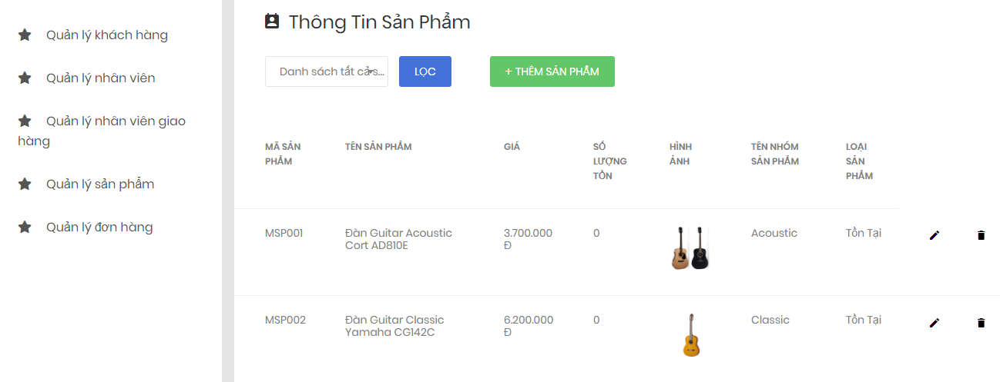 Quản lý khách hàng
Quản lý nhân viên
Quản lý nhân viên giao
hàng
Quản lý sản phẩm
Quản lý đơn hàng
Thông Tin Sản Phẩm
Danh sách tất cả s...
LỌC
+ THÊM SẢN PHẨM
MÃ SẢN
PHẨM
TÊN SẢN PHẨM
GIÁ
SỐ
LƯỢNG
TỒN
HÌNH
ẢNH
TÊN NHÓM
SẢN PHẨM
LOẠI
SẢN
PHẨM
MSP001
Đàn Guitar Acoustic
Cort AD810E
3.700.000
Đ
0
Acoustic
Tồn Tại
MSP002
Đàn Guitar Classic
Yamaha CG142C
6.200.000
Đ
0
Classic
Tồn Tại